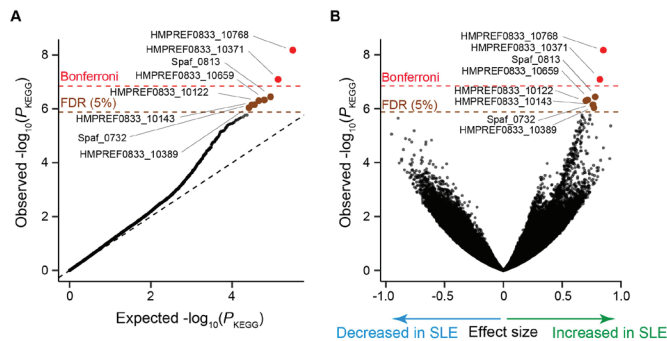 A
HMPREF0833_10768
HMPREF0833_10371
Spaf_0813
HMPREF0833_10659
Bonferroni
HMPREF0833_10122
FDR (5%)
HMPREF0833_10143
Spaf_0732
HMPREF0833_10389
Observed -log10(PKEGG)
8
6
4
2
0
0 2 4
Expected -log10(PKEGG)
B
HMPREF0833_10768
HMPREF0833_10371
Spaf_0813
HMPREF0833_10659
Bonferroni
HMPREF0833_10122
HMPREF0833_10143
FDR (5%)
Spaf_0732
HMPREF0833_10389
Observed -log10(PKEGG)
8
6
4
2
0
-1.0 -0.5 0 0.5 1.0
Decreased in SLE Effect size Increased in SLE